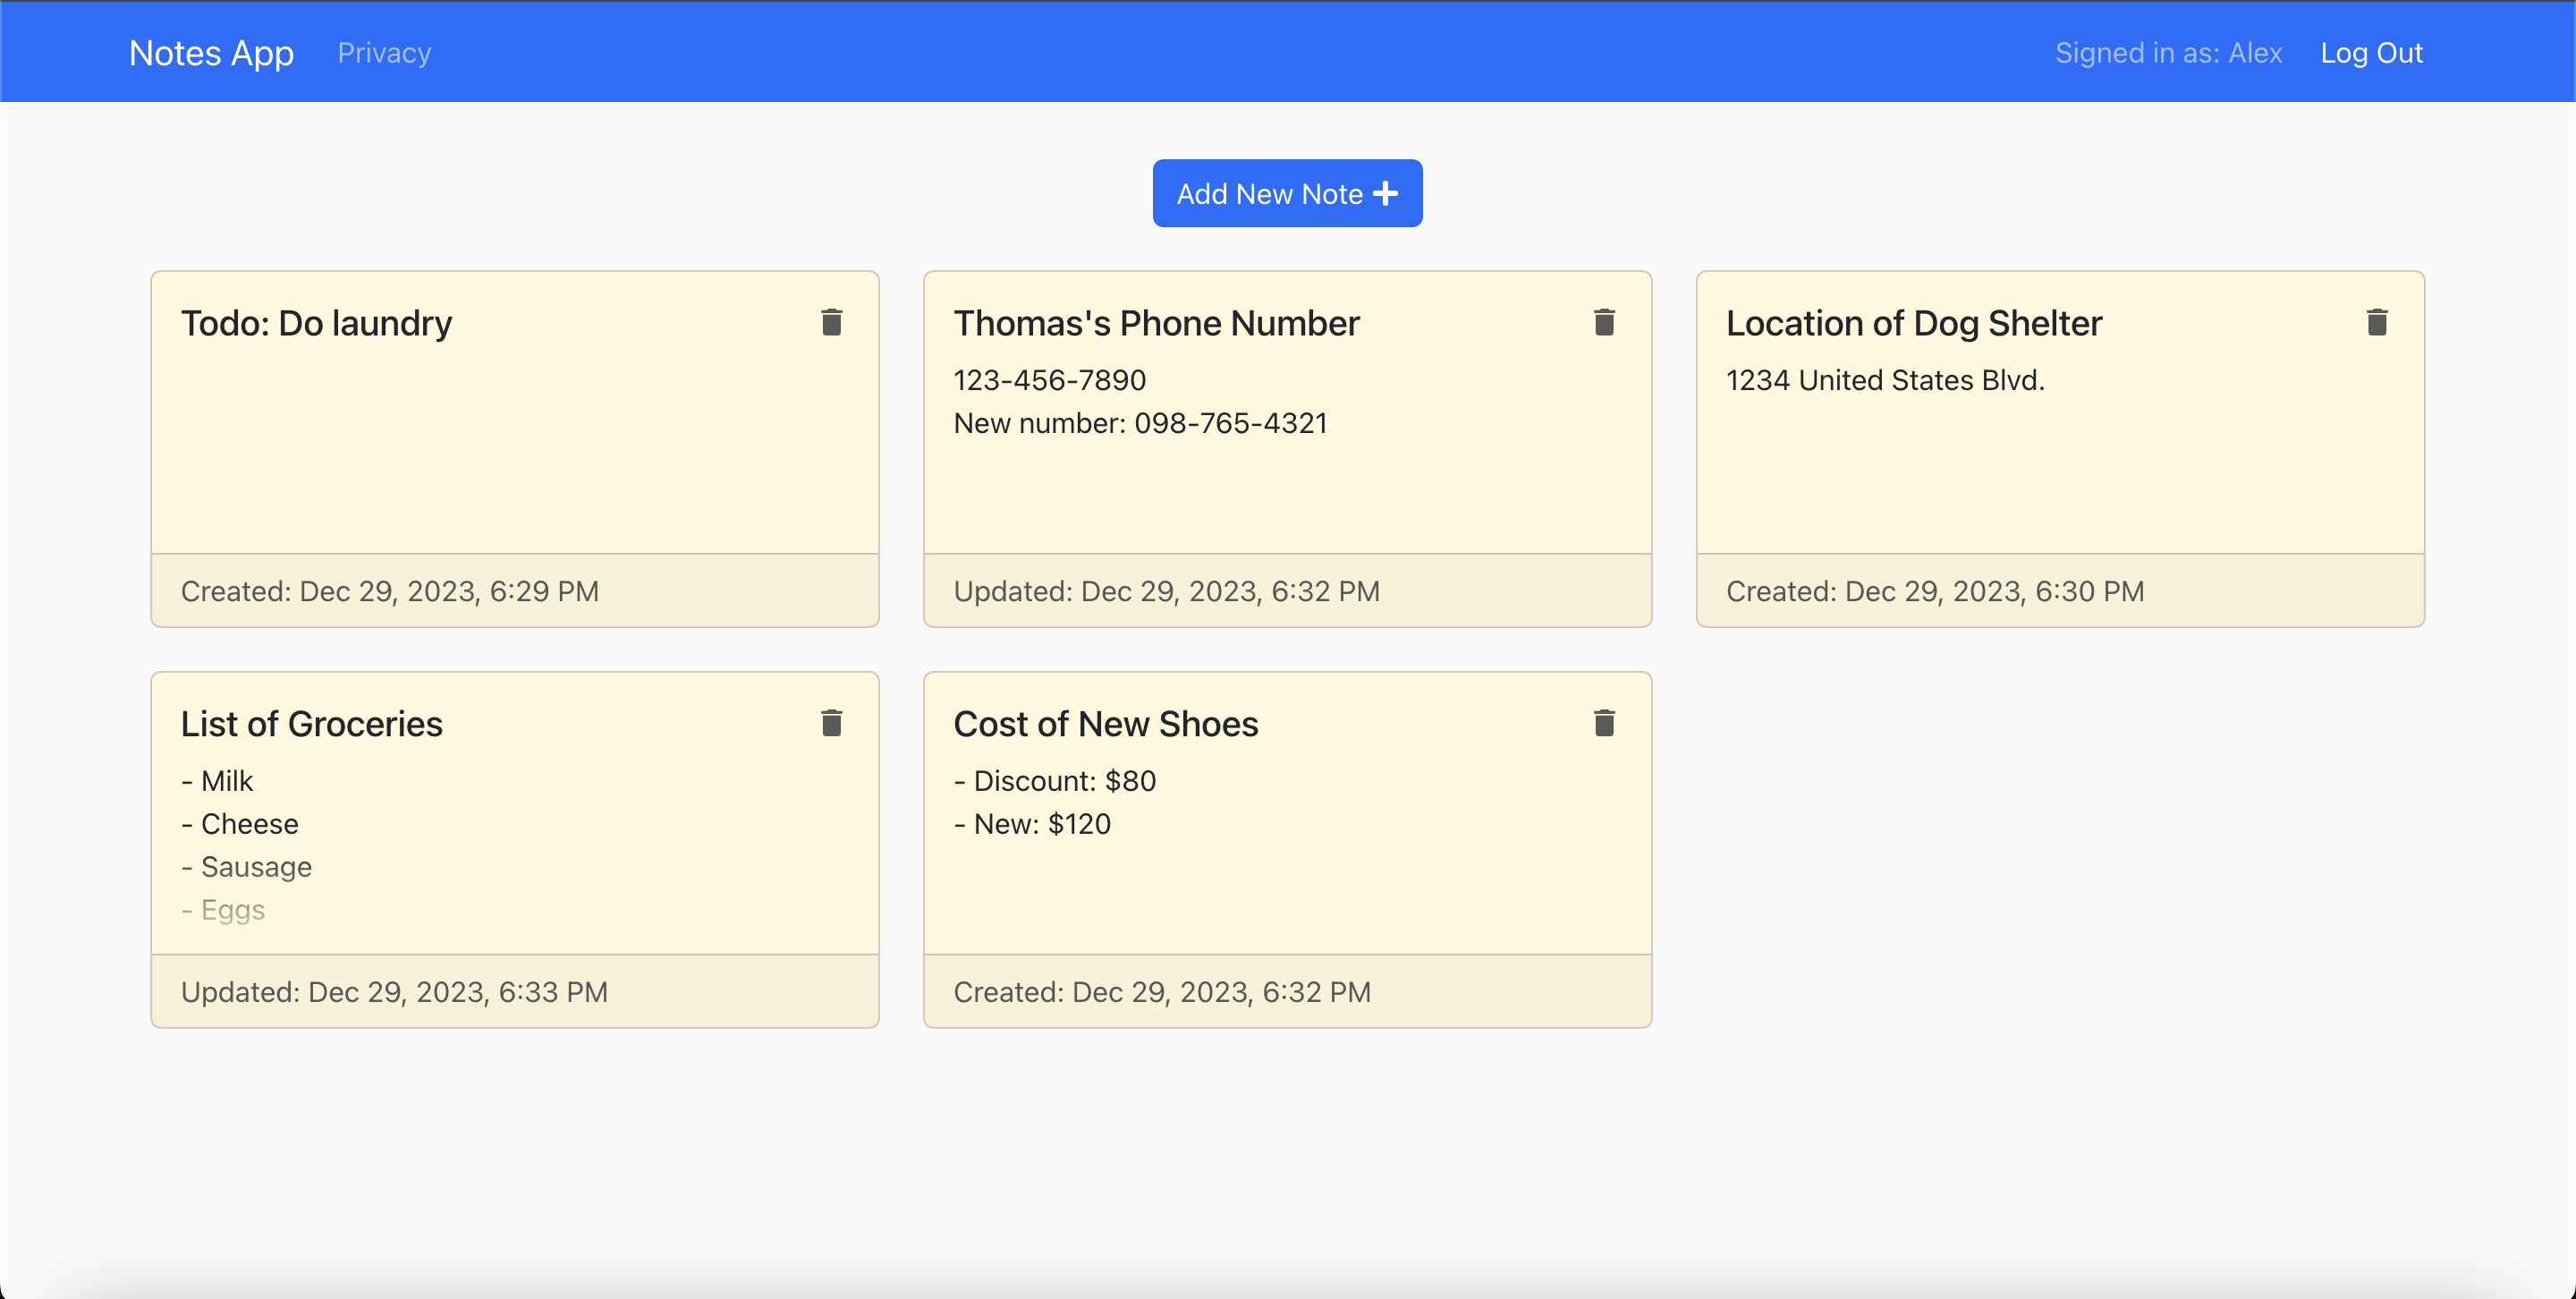 Notes App
Privacy
Signed in as: Alex
Log Out
Add New Note
Todo: Do laundry
Created: Dec 29, 2023, 6:29 PM
Thomas's Phone Number
123-456-7890
New number: 098-765-4321
Updated: Dec 29, 2023, 6:32 PM
Location of Dog Shelter
1234 United States Blvd.
Created: Dec 29, 2023, 6:30 PM
List of Groceries
- Milk
- Cheese
- Sausage
- Eggs
Updated: Dec 29, 2023, 6:33 PM
Cost of New Shoes
- Discount: $80
- New: $120
Created: Dec 29, 2023, 6:32 PM